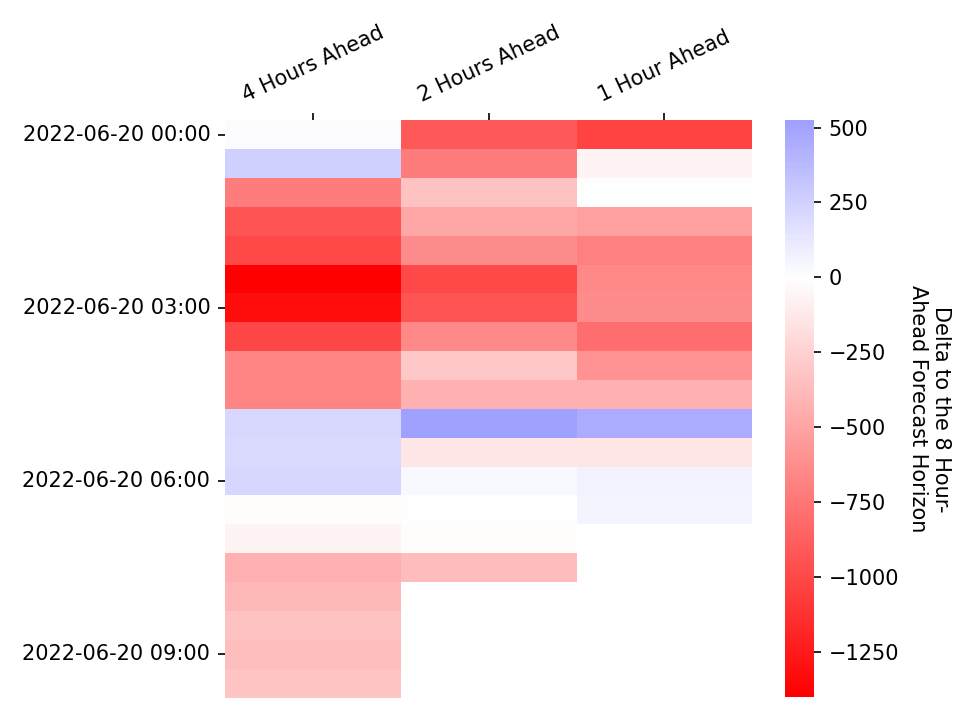 4 Hours Ahead
2 Hours Ahead
1 Hour Ahead
2022-06-20 00:00
2022-06-20 03:00
2022-06-20 06:00
2022-06-20 09:00
500
250
0
−250
−500
−750
−1000
−1250
Delta to the 8 Hour-
Ahead Forecast Horizon